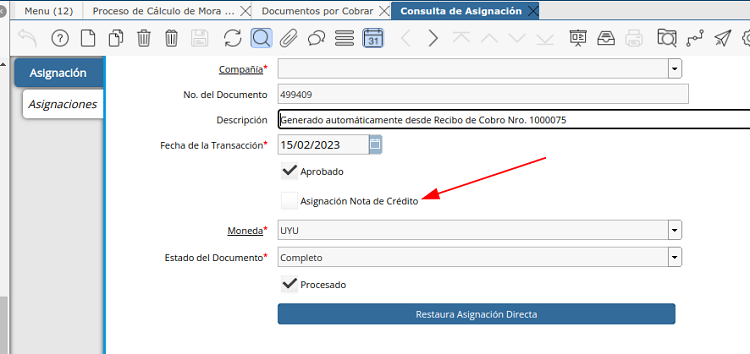 Menu (12) Proceso de Cálculo de Mora ... Documentos por Cobrar Consulta de Asignación
31
Asignación
Asignaciones
Compañía*
No. del Documento 499409
Descripción Generado automáticamente desde Recibo de Cobro Nro. 1000075
Fecha de la Transacción* 15/02/2023
Aprobado
Asignación Nota de Crédito
Moneda* UYU
Estado del Documento* Completo
Procesado
Restaura Asignación Directa